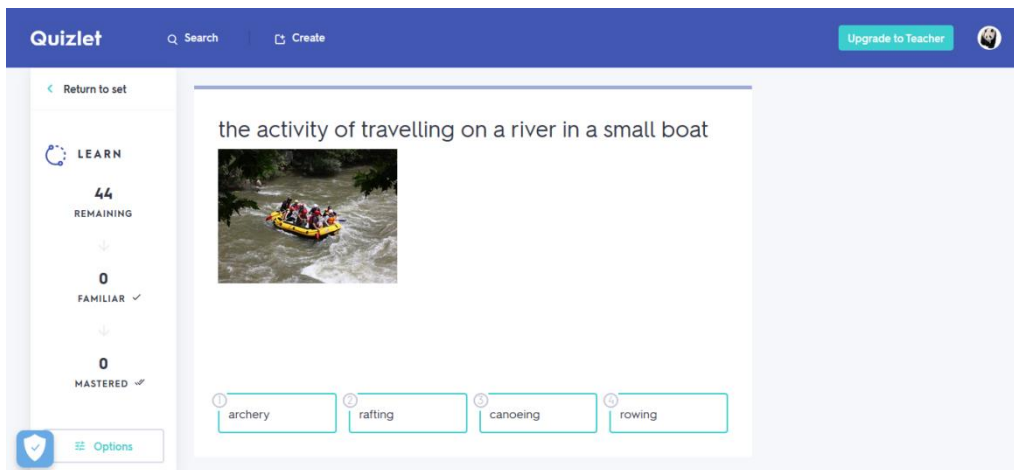 Quizlet
Search
Create
Upgrade to Teacher
Return to set
LEARN
44
REMAINING
0
FAMILIAR
0
MASTERED
Options
the activity of travelling on a river in a small boat
1
archery
2
rafting
3
canoeing
4
rowing